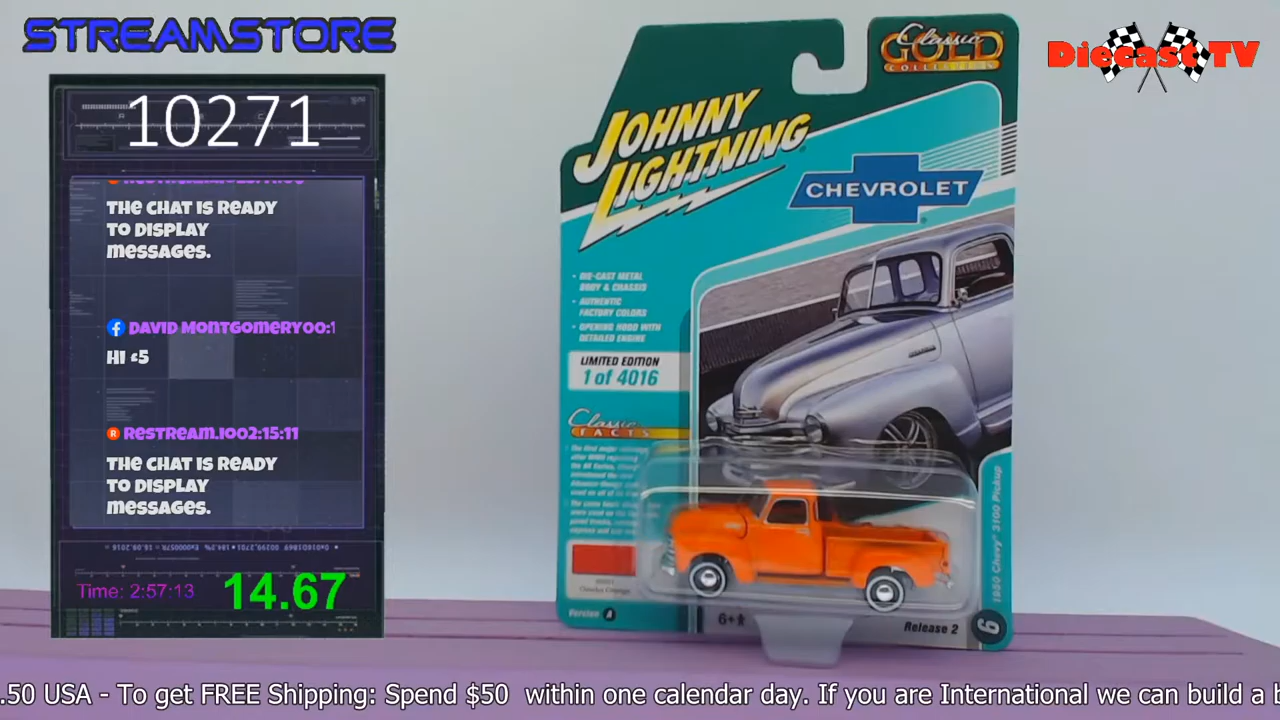 STREAMSTORE
10271
THE CHAT IS READY
TO DISPLAY
MESSAGES.
DAVID MONTGOMERY00:1
HI £5
RESTREAM.IO02:15:11
THE CHAT IS READY
TO DISPLAY
MESSAGES.
Time: 2:57:13
14.67
Classic
GOLD
COLLECTION
Diecast TV
JOHNNY
LIGHTNING
CHEVROLET
• DIE-CAST METAL
BODY & CHASSIS
• AUTHENTIC
FACTORY COLORS
• OPENING HOOD WITH
DETAILED ENGINE
LIMITED EDITION
1 of 4016
Classic
FACTS
Version A
6+
Release 2
6
1950 Chevy 3100 Pickup
.50 USA - To get FREE Shipping: Spend $50 within one calendar day. If you are International we can build a b